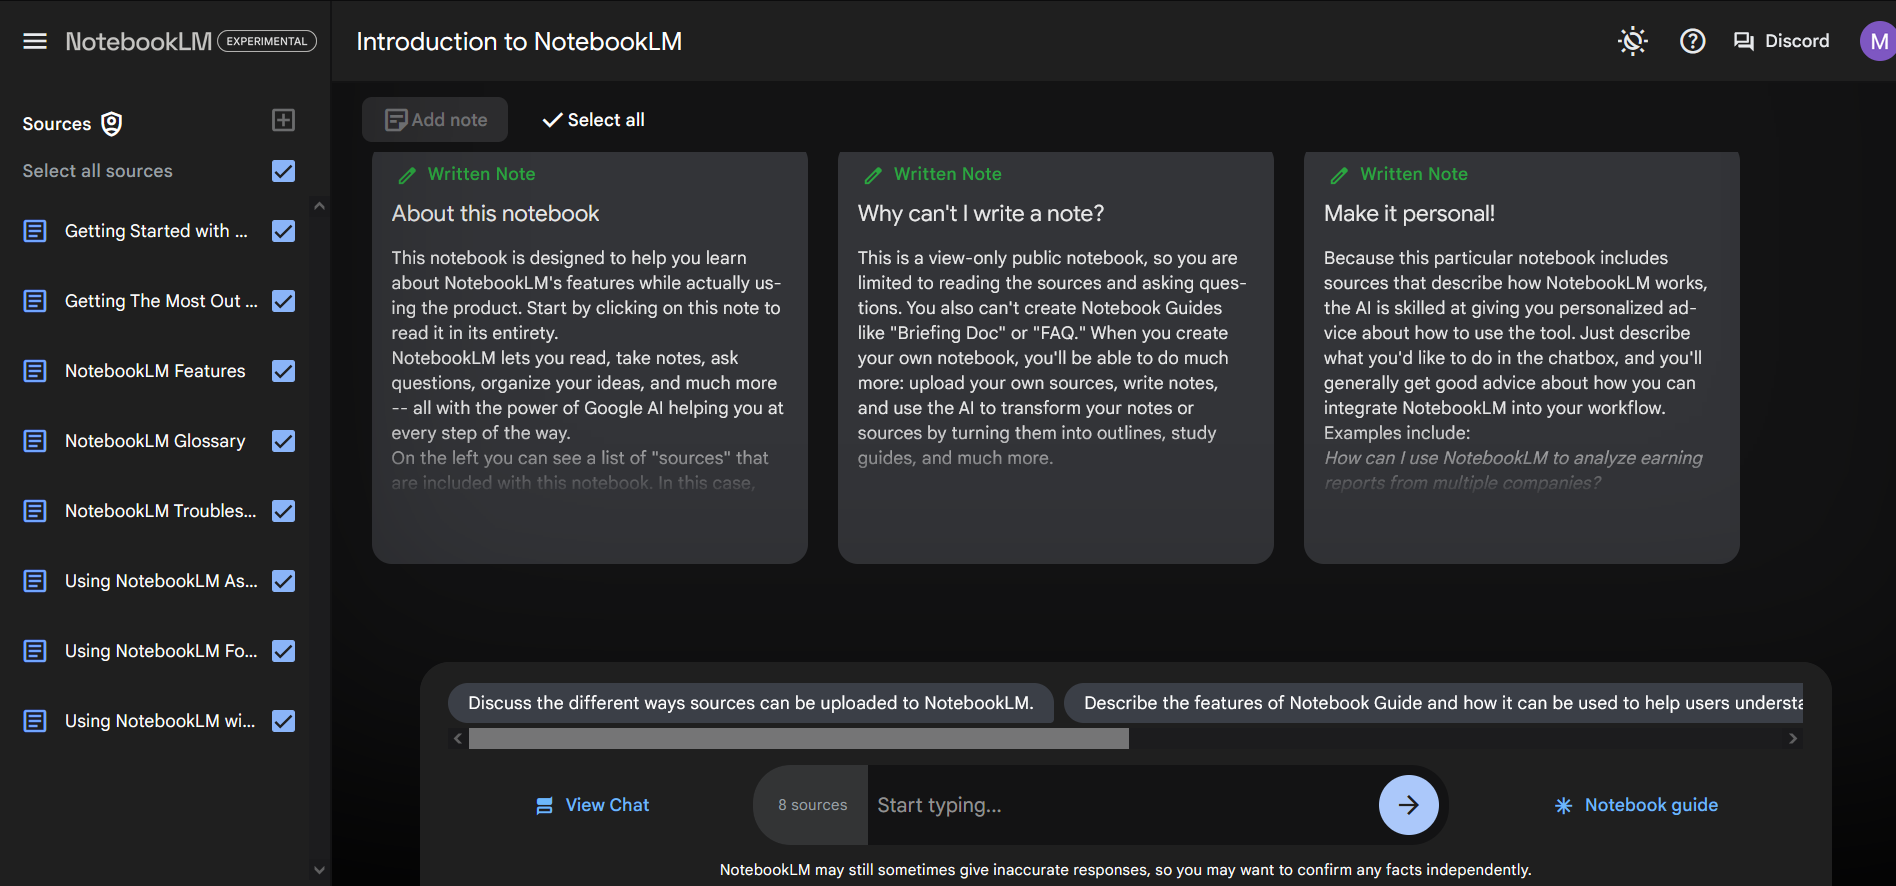 NotebookLM EXPERIMENTAL
Introduction to NotebookLM
Discord
M
Sources
Select all sources
Getting Started with ...
Getting The Most Out ...
NotebookLM Features
NotebookLM Glossary
NotebookLM Troubles...
Using NotebookLM As...
Using NotebookLM Fo...
Using NotebookLM wi...
Add note
Select all
Written Note
About this notebook
This notebook is designed to help you learn
about NotebookLM's features while actually us-
ing the product. Start by clicking on this note to
read it in its entirety.
NotebookLM lets you read, take notes, ask
questions, organize your ideas, and much more
-- all with the power of Google AI helping you at
every step of the way.
On the left you can see a list of "sources" that
are included with this notebook. In this case,
Written Note
Why can't I write a note?
This is a view-only public notebook, so you are
limited to reading the sources and asking ques-
tions. You also can't create Notebook Guides
like "Briefing Doc" or "FAQ." When you create
your own notebook, you'll be able to do much
more: upload your own sources, write notes,
and use the AI to transform your notes or
sources by turning them into outlines, study
guides, and much more.
Written Note
Make it personal!
Because this particular notebook includes
sources that describe how NotebookLM works,
the AI is skilled at giving you personalized ad-
vice about how to use the tool. Just describe
what you'd like to do in the chatbox, and you'll
generally get good advice about how you can
integrate NotebookLM into your workflow.
Examples include:
How can I use NotebookLM to analyze earning
reports from multiple companies?
Discuss the different ways sources can be uploaded to NotebookLM.
Describe the features of Notebook Guide and how it can be used to help users understa
View Chat
8 sources
Start typing...
Notebook guide
NotebookLM may still sometimes give inaccurate responses, so you may want to confirm any facts independently.